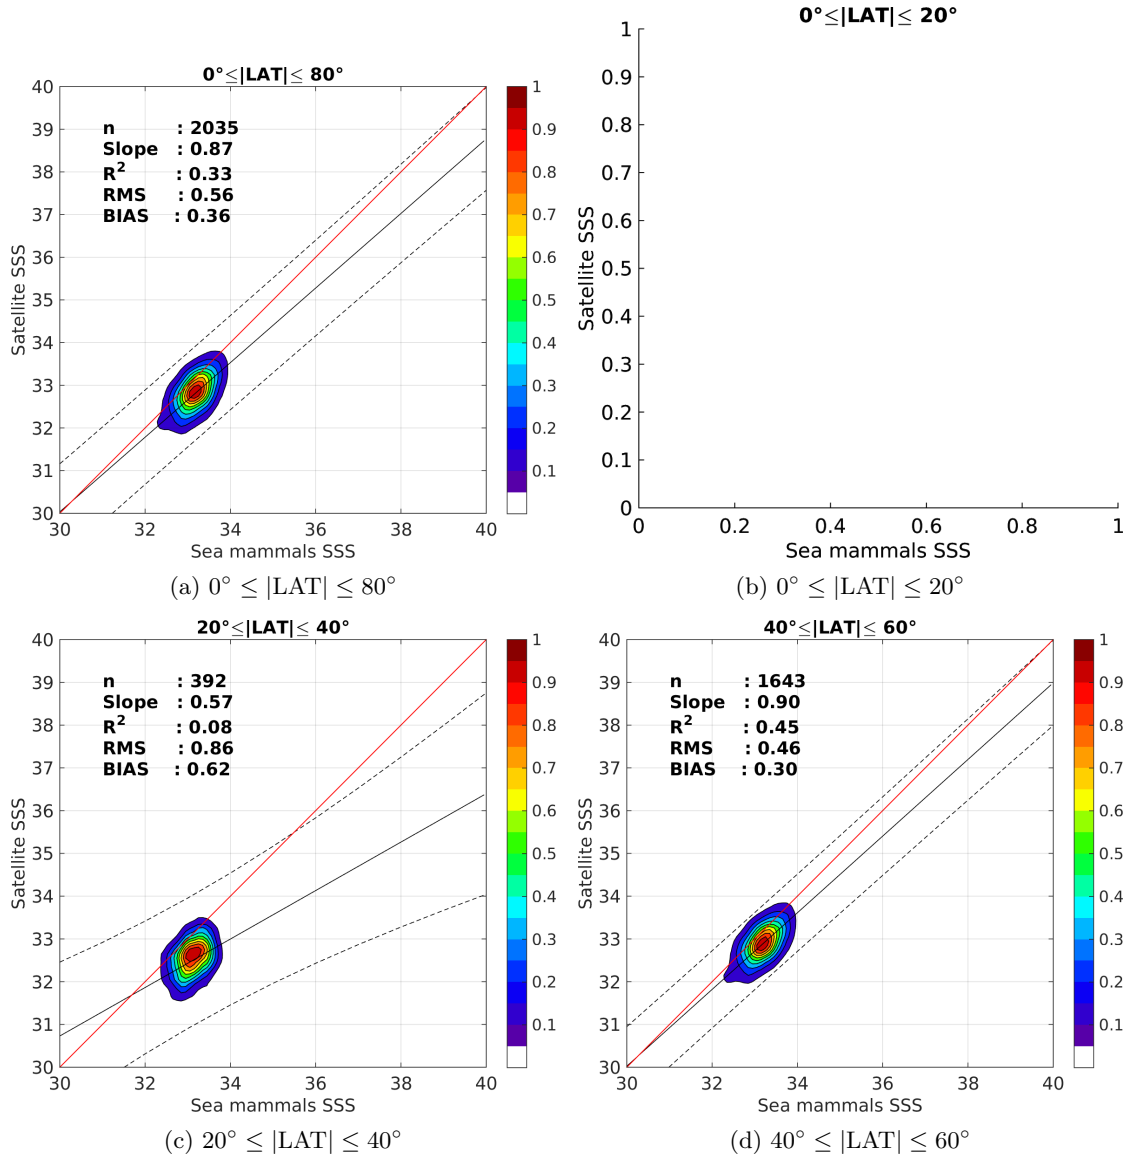 0°≤|LAT|≤ 80°
40
39
38
37
36
35
34
33
32
31
30
Satellite SSS
n : 2035
Slope : 0.87
R² : 0.33
RMS : 0.56
BIAS : 0.36
30 32 34 36 38 40
Sea mammals SSS
1
0.9
0.8
0.7
0.6
0.5
0.4
0.3
0.2
0.1
(a) 0° ≤ |LAT| ≤ 80°
0°≤|LAT|≤ 20°
1
0.9
0.8
0.7
0.6
0.5
0.4
0.3
0.2
0.1
0
Satellite SSS
0 0.2 0.4 0.6 0.8 1
Sea mammals SSS
(b) 0° ≤ |LAT| ≤ 20°
20°≤|LAT|≤ 40°
40
39
38
37
36
35
34
33
32
31
30
Satellite SSS
n : 392
Slope : 0.57
R² : 0.08
RMS : 0.86
BIAS : 0.62
30 32 34 36 38 40
Sea mammals SSS
1
0.9
0.8
0.7
0.6
0.5
0.4
0.3
0.2
0.1
(c) 20° ≤ |LAT| ≤ 40°
40°≤|LAT|≤ 60°
40
39
38
37
36
35
34
33
32
31
30
Satellite SSS
n : 1643
Slope : 0.90
R² : 0.45
RMS : 0.46
BIAS : 0.30
30 32 34 36 38 40
Sea mammals SSS
1
0.9
0.8
0.7
0.6
0.5
0.4
0.3
0.2
0.1
(d) 40° ≤ |LAT| ≤ 60°